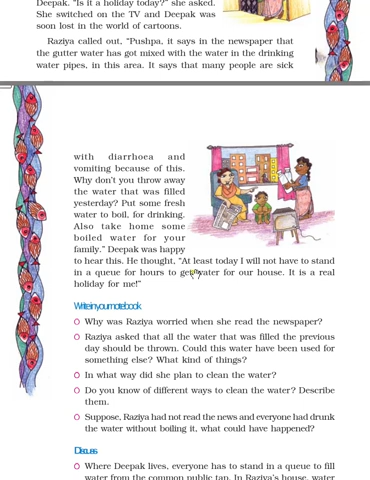 Deepak. "Is it a holiday today?" she asked.
She switched on the TV and Deepak was
soon lost in the world of cartoons.
Raziya called out, "Pushpa, it says in the newspaper that
the gutter water has got mixed with the water in the drinking
water pipes, in this area. It says that many people are sick
with diarrhoea and
vomiting because of this.
Why don't you throw away
the water that was filled
yesterday? Put some fresh
water to boil, for drinking.
Also take home some
boiled water for your
family." Deepak was happy
to hear this. He thought, "At least today I will not have to stand
in a queue for hours to get water for our house. It is a real
holiday for me!"
Write in your notebook
O Why was Raziya worried when she read the newspaper?
O Raziya asked that all the water that was filled the previous
day should be thrown. Could this water have been used for
something else? What kind of things?
O In what way did she plan to clean the water?
O Do you know of different ways to clean the water? Describe
them.
O Suppose, Raziya had not read the news and everyone had drunk
the water without boiling it, what could have happened?
Discuss
O Where Deepak lives, everyone has to stand in a queue to fill
water from the common public tap. In Raziya's house, water